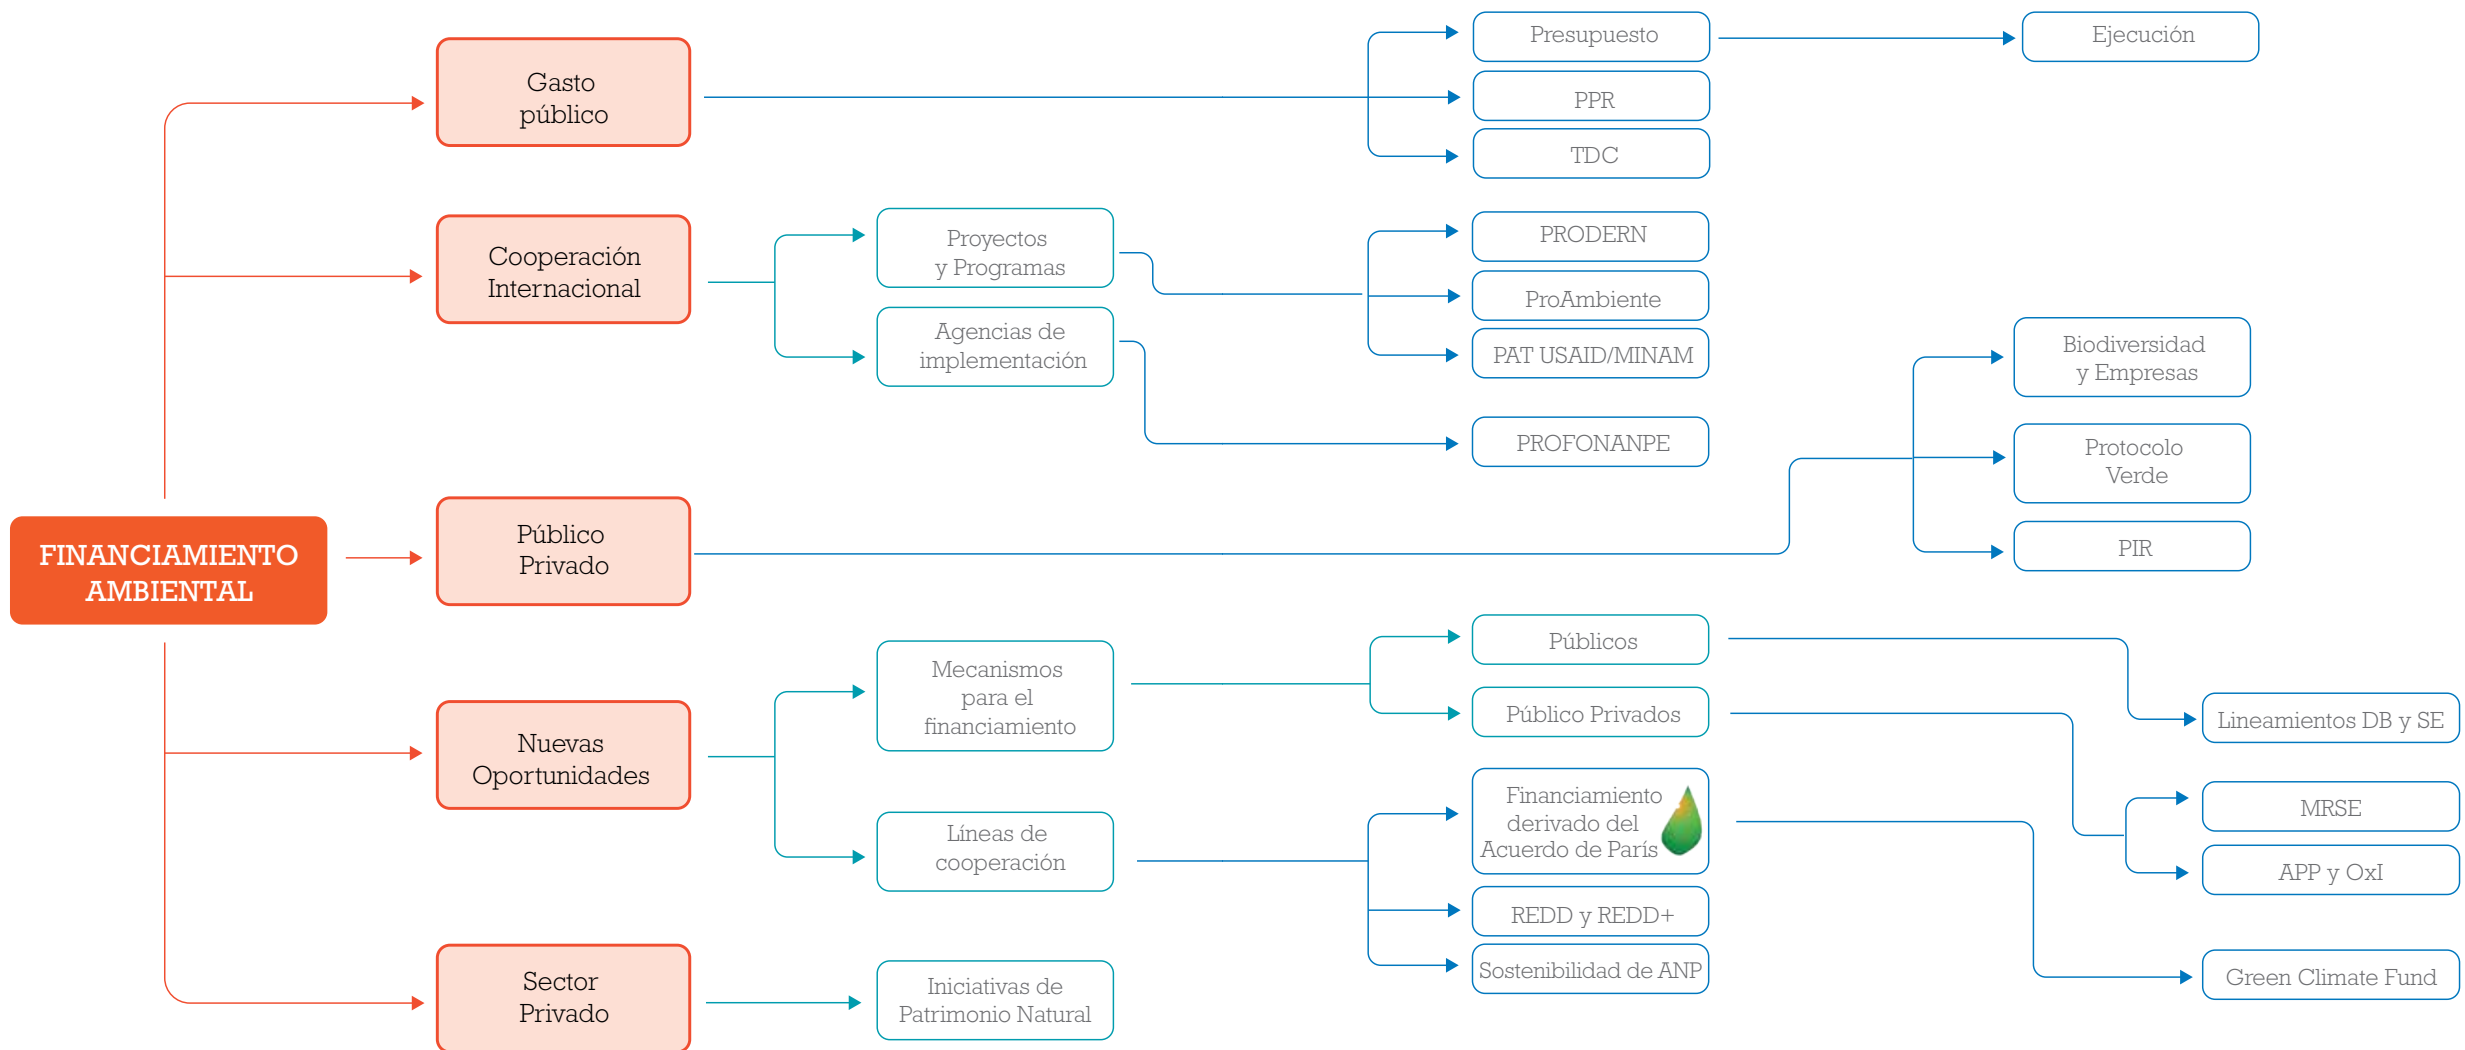 FINANCIAMIENTO
AMBIENTAL
Gasto
público
Presupuesto
Ejecución
PPR
TDC
Cooperación
Internacional
Proyectos
y Programas
PRODERN
ProAmbiente
PAT USAID/MINAM
Agencias de
implementación
PROFONANPE
Público
Privado
Biodiversidad
y Empresas
Protocolo
Verde
PIR
Nuevas
Oportunidades
Mecanismos
para el
financiamiento
Públicos
Lineamientos DB y SE
Público Privados
MRSE
APP y OxI
Líneas de
cooperación
Financiamiento
derivado del
Acuerdo de París
Green Climate Fund
REDD y REDD+
Sostenibilidad de ANP
Sector
Privado
Iniciativas de
Patrimonio Natural